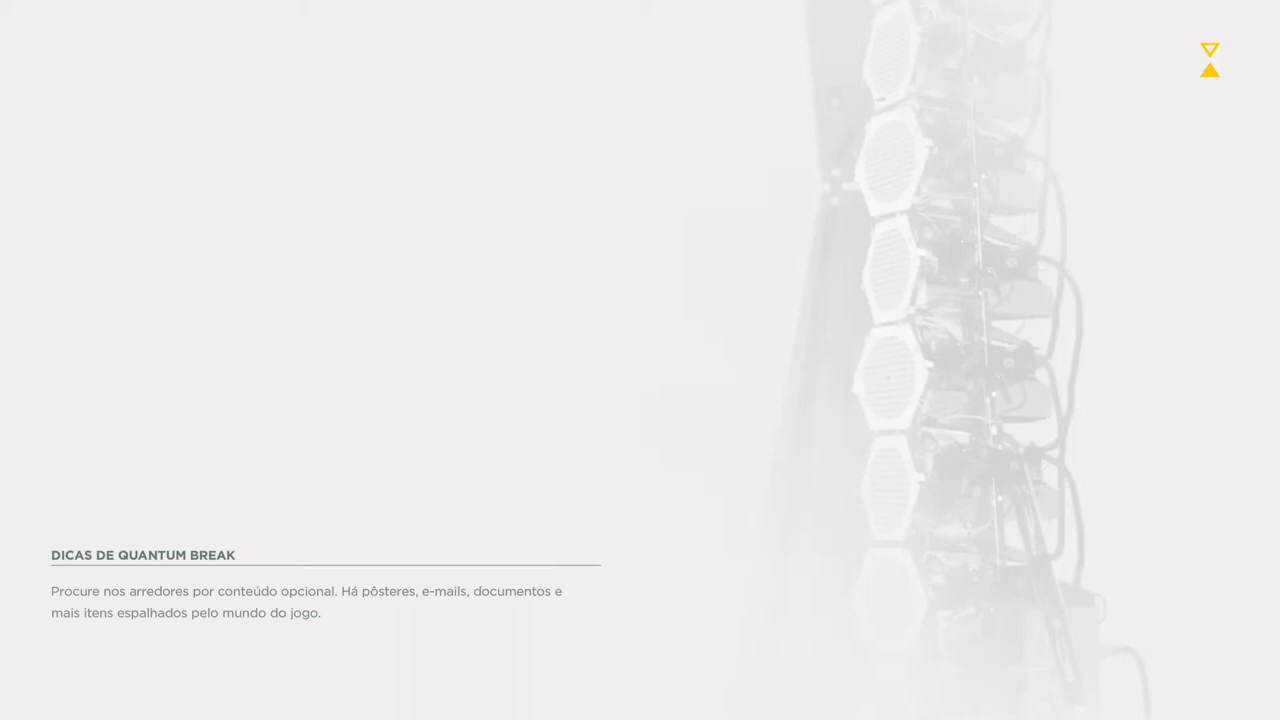 DICAS DE QUANTUM BREAK
Procure nos arredores por conteúdo opcional. Há pôsteres, e-mails, documentos e
mais itens espalhados pelo mundo do jogo.